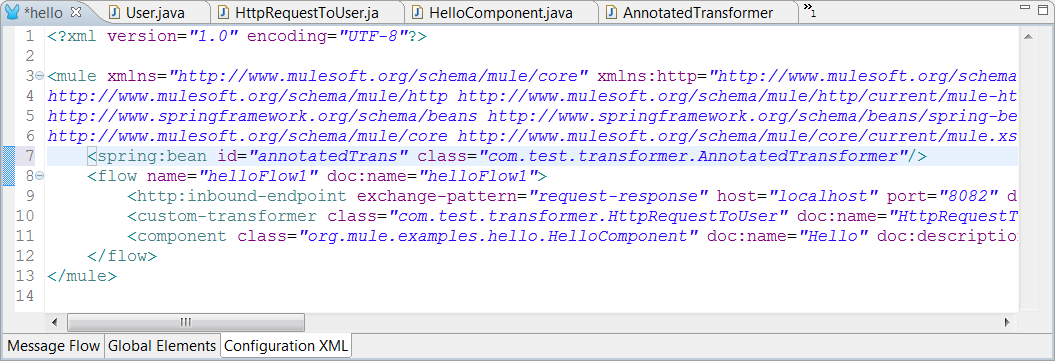 *hello User.java HttpRequestToUser.ja HelloComponent.java AnnotatedTransformer »1
1 <?xml version="1.0" encoding="UTF-8"?>
2
3 <mule xmlns="http://www.mulesoft.org/schema/mule/core" xmlns:http="http://www.mulesoft.org/schema
4 http://www.mulesoft.org/schema/mule/http http://www.mulesoft.org/schema/mule/http/current/mule-ht
5 http://www.springframework.org/schema/beans http://www.springframework.org/schema/beans/spring-be
6 http://www.mulesoft.org/schema/mule/core http://www.mulesoft.org/schema/mule/core/current/mule.xs
7 <spring:bean id="annotatedTrans" class="com.test.transformer.AnnotatedTransformer"/>
8 <flow name="helloFlow1" doc:name="helloFlow1">
9 <http:inbound-endpoint exchange-pattern="request-response" host="localhost" port="8082" d
10 <custom-transformer class="com.test.transformer.HttpRequestToUser" doc:name="HttpRequestT
11 <component class="org.mule.examples.hello.HelloComponent" doc:name="Hello" doc:descriptio
12 </flow>
13 </mule>
14
Message Flow Global Elements Configuration XML